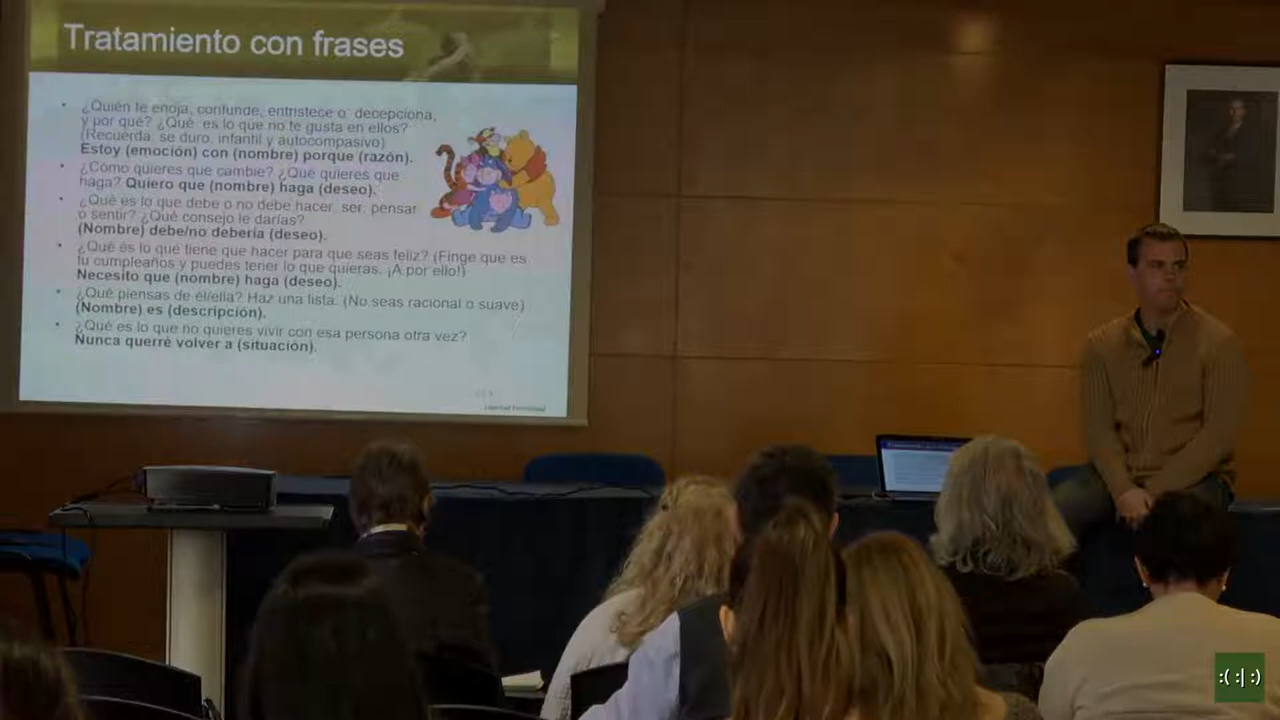 Tratamiento con frases
• ¿Quién te enoja, confunde, entristece o decepciona,
y por qué? ¿Qué es lo que no te gusta en ellos?
(Recuerda: se duro, infantil y autocompasivo)
Estoy (emoción) con (nombre) porque (razón).
• ¿Cómo quieres que cambie? ¿Qué quieres que
haga? Quiero que (nombre) haga (deseo).
• ¿Qué es lo que debe o no debe hacer, ser, pensar
o sentir? ¿Qué consejo le darías?
(Nombre) debe/no debería (deseo).
• ¿Qué és lo que tiene que hacer para que seas feliz? (Finge que es
tu cumpleaños y puedes tener lo que quieras. ¡A por ello!)
Necesito que (nombre) haga (deseo).
• ¿Qué piensas de él/ella? Haz una lista. (No seas racional o suave)
(Nombre) es (descripción).
• ¿Qué es lo que no quieres vivir con esa persona otra vez?
Nunca querré volver a (situación).
:( :| :)